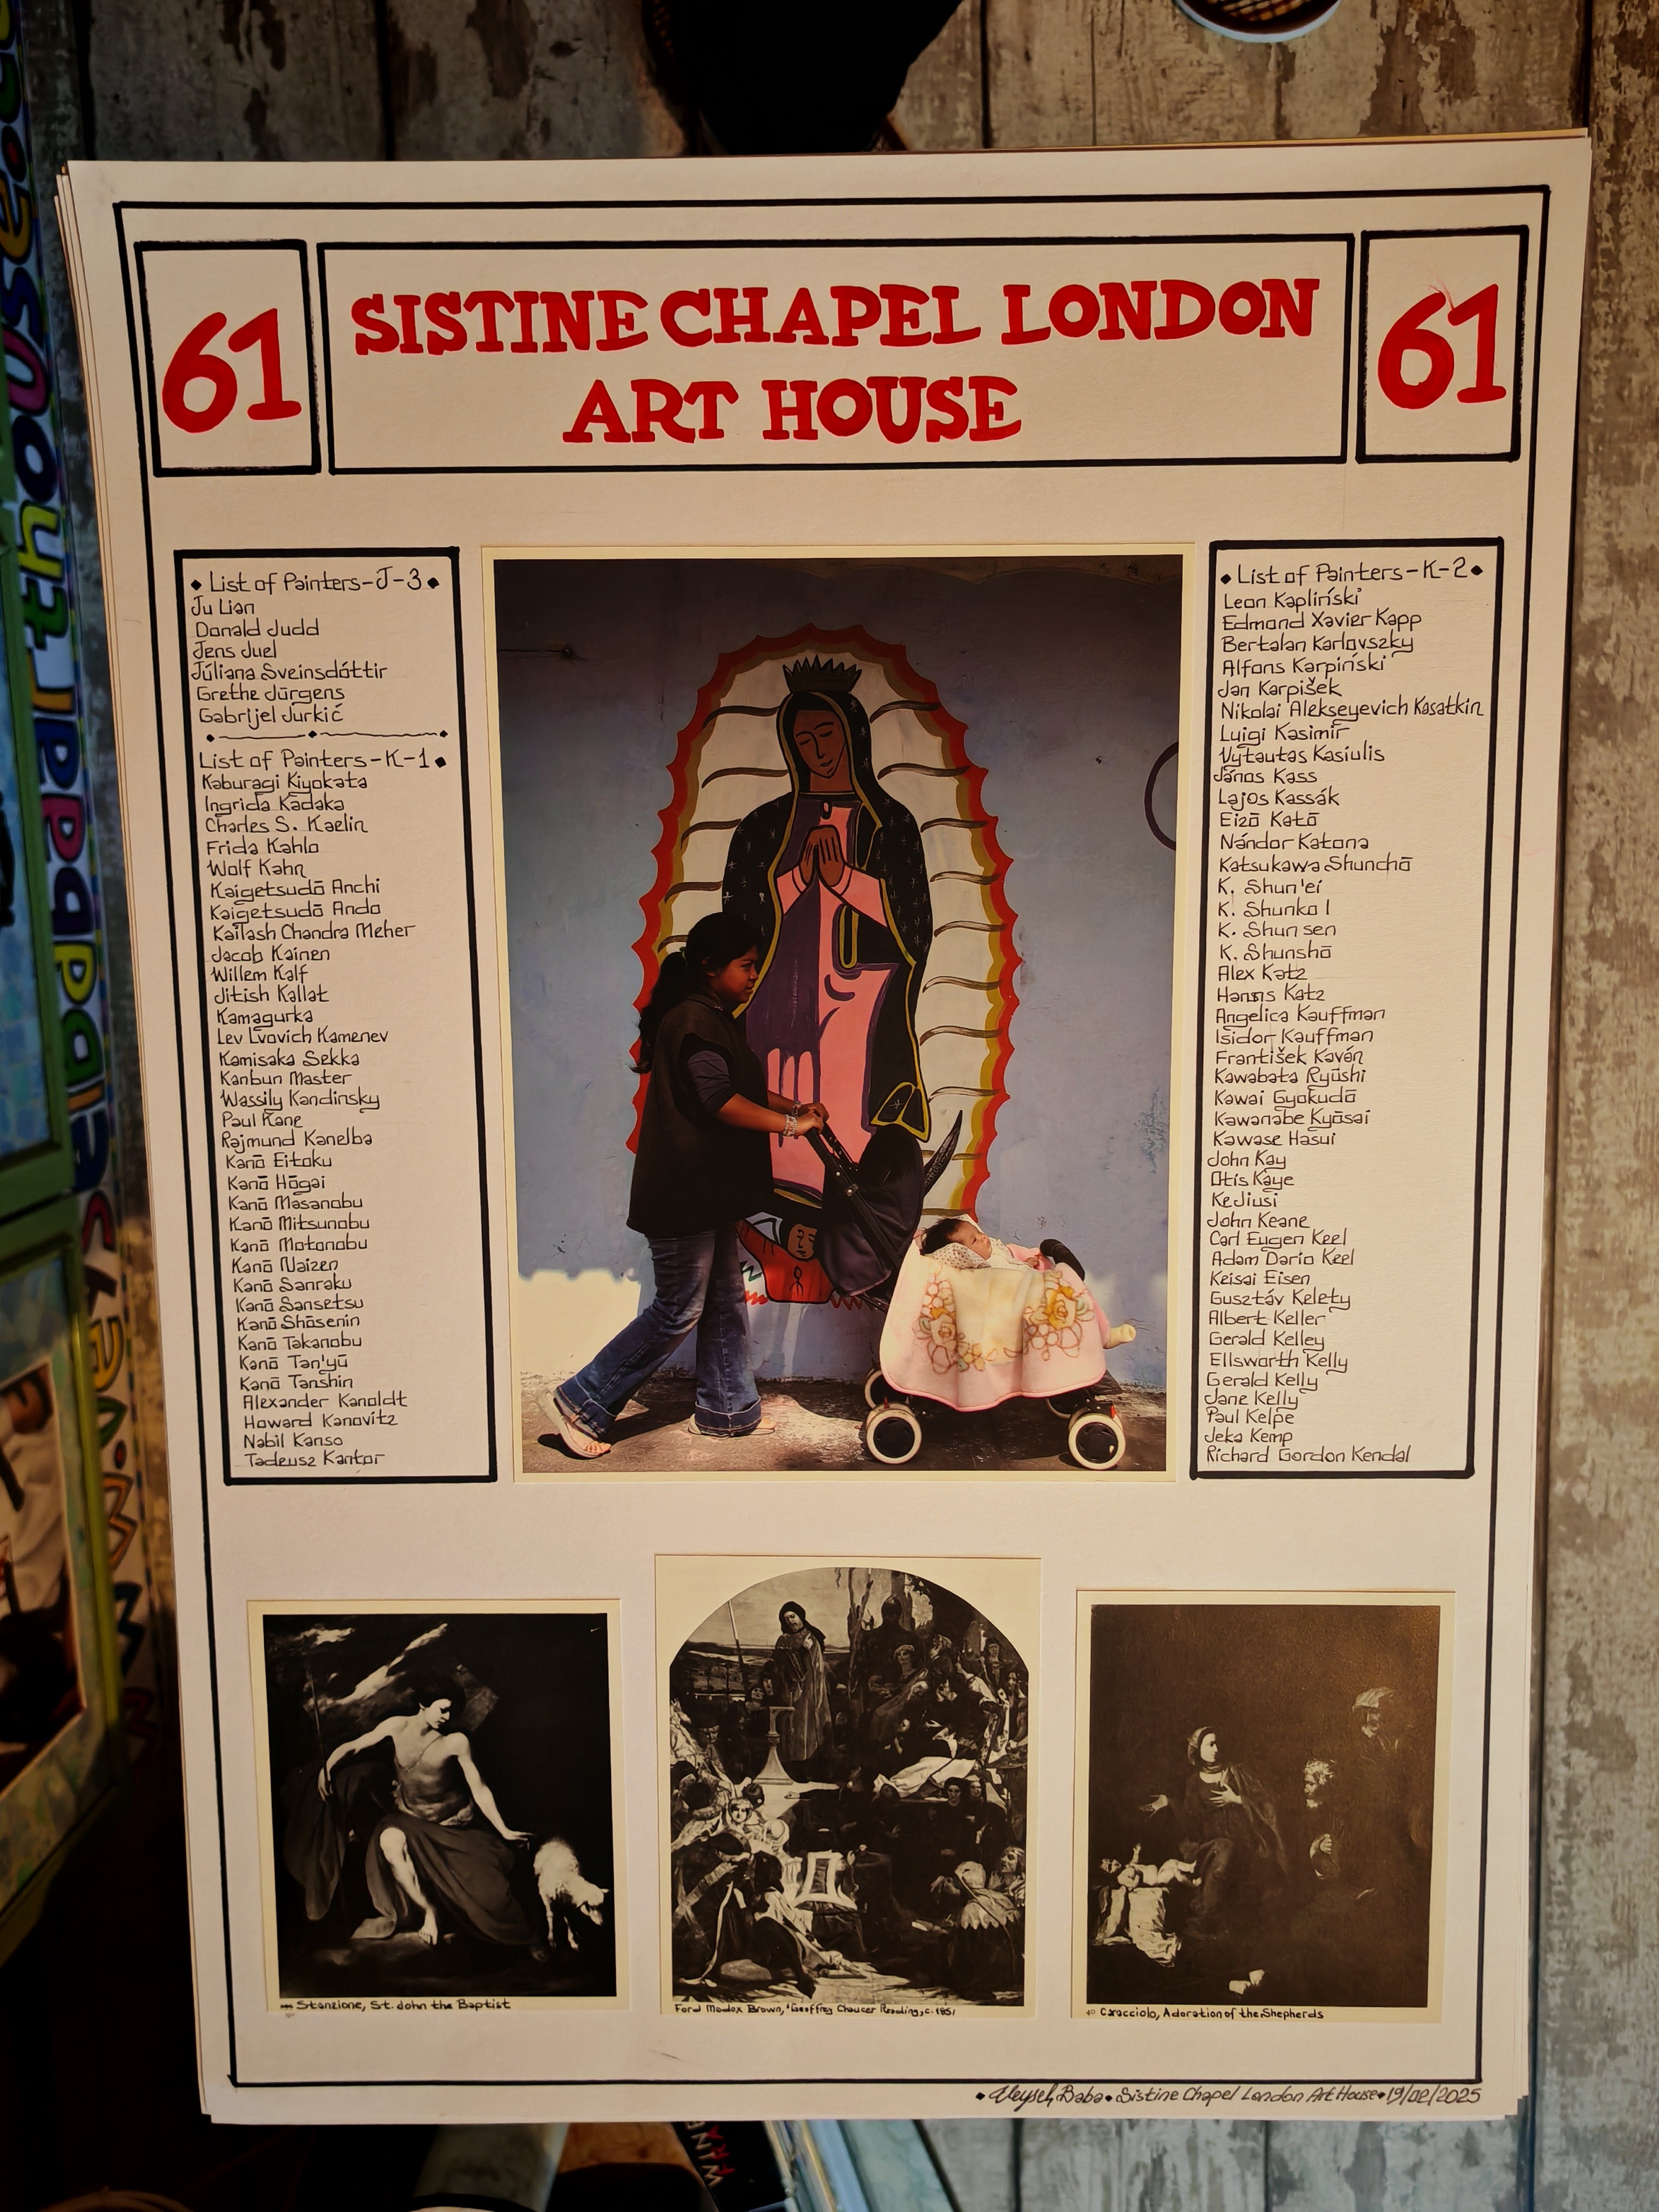 61
SISTINE CHAPEL LONDON
ART HOUSE
61
• List of Painters-J-3 •
Ju Lian
Donald Judd
Jens Juel
Júliana Sveinsdóttir
Grethe Jürgens
Gabrijel Jurkić
List of Painters-K-1 •
Kaburagi Kiyokata
Ingrida Kadaka
Charles S. Kaelin
Frida Kahlo
Wolf Kahn
Kaigetsudō Anchi
Kaigetsudō Ando
Kailash Chandra Meher
Jacob Kainen
Willem Kalf
Jitish Kallat
Kamagurka
Lev Lvovich Kamenev
Kamisaka Sekka
Kanbun Master
Wassily Kandinsky
Paul Kane
Rajmund Kanelba
Kanō Eitoku
Kanō Hōgai
Kanō Masanobu
Kanō Mitsunobu
Kanō Motonobu
Kanō Naizen
Kanō Sanraku
Kanō Sansetsu
Kanō Shōsenin
Kanō Takanobu
Kanō Tan'yū
Kanō Tanshin
Alexander Kanoldt
Howard Kanovitz
Nabil Kanso
Tadeusz Kantor
• List of Painters-K-2 •
Leon Kapliński
Edmond Xavier Kapp
Bertalan Karlovszky
Alfons Karpiński
Jan Karpíšek
Nikolai Alekseyevich Kasatkin
Luigi Kasimir
Vytautas Kasiulis
János Kass
Lajos Kassák
Eizō Katō
Nándor Katona
Katsukawa Shunchō
K. Shun'ei
K. Shunkō I
K. Shunsen
K. Shunshō
Alex Katz
Hanns Katz
Angelica Kauffman
Isidor Kauffman
František Kaván
Kawabata Ryūshi
Kawai Gyokudō
Kawanabe Kyōsai
Kawase Hasui
John Kay
Otis Kaye
Ke Jiusi
John Keane
Carl Eugen Keel
Adam Dario Keel
Keisai Eisen
Gusztáv Kelety
Albert Keller
Gerald Kelley
Ellsworth Kelly
Gerald Kelly
Jane Kelly
Paul Kelpe
Jeka Kemp
Richard Gordon Kendal
Stanzione, St. John the Baptist
Ford Madox Brown, 'Geoffrey Chaucer Reading, c. 1851
40 Caracciolo, Adoration of the Shepherds
• Veysel Baba • Sistine Chapel London Art House • 19/02/2025